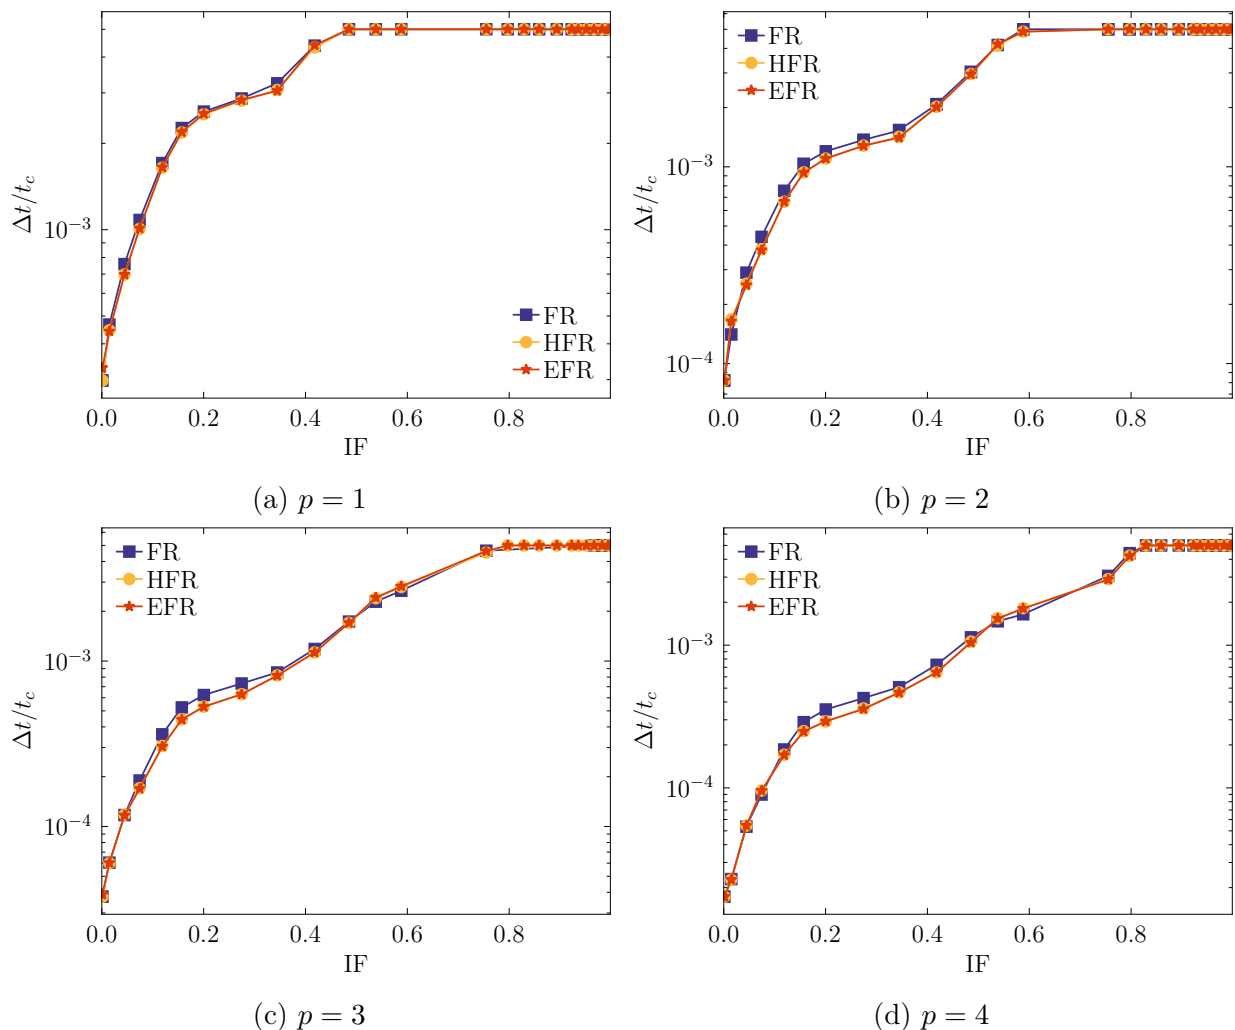 Δt/t_c
10⁻³
FR
HFR
EFR
0.0 0.2 0.4 0.6 0.8
IF
(a) p = 1
Δt/t_c
10⁻³
10⁻⁴
FR
HFR
EFR
0.0 0.2 0.4 0.6 0.8
IF
(b) p = 2
Δt/t_c
10⁻³
10⁻⁴
FR
HFR
EFR
0.0 0.2 0.4 0.6 0.8
IF
(c) p = 3
Δt/t_c
10⁻³
10⁻⁴
FR
HFR
EFR
0.0 0.2 0.4 0.6 0.8
IF
(d) p = 4